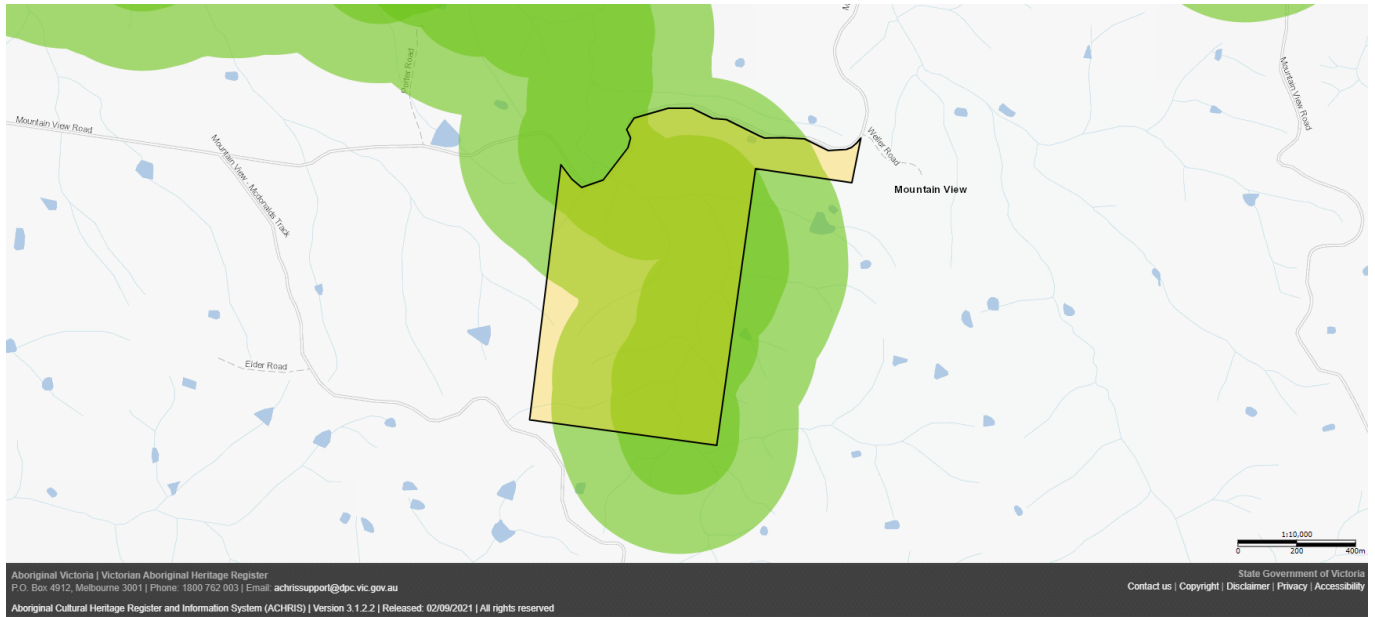 M
Porter Road
Mountain View Road
Mountain View - Mcdonalds Track
Weller Road
Mountain View
Mountain View Road
Elder Road
1:10,000
0 200 400m
Aboriginal Victoria | Victorian Aboriginal Heritage Register
P.O. Box 4912, Melbourne 3001 | Phone: 1800 762 003 | Email: achrissupport@dpc.vic.gov.au
Aboriginal Cultural Heritage Register and Information System (ACHRIS) | Version 3.1.2.2 | Released: 02/09/2021 | All rights reserved
State Government of Victoria
Contact us | Copyright | Disclaimer | Privacy | Accessibility